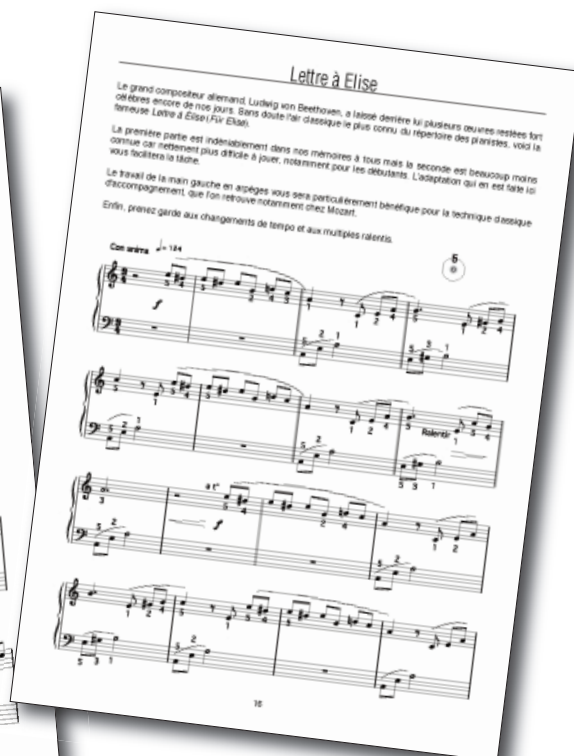 Lettre à Elise
Le grand compositeur allemand, Ludwig von Beethoven, a laissé derrière lui plusieurs œuvres restées fort
célèbres encore de nos jours. Sans doute l'air classique le plus connu du répertoire des pianistes, voici la
fameuse Lettre à Élise (Für Elise).
La première partie est indéniablement dans nos mémoires à tous mais la seconde est beaucoup moins
connue car nettement plus difficile à jouer, notamment pour les débutants. L'adaptation qui en est faite ici
vous facilitera la tâche.
Le travail de la main gauche en arpèges vous sera particulièrement bénéfique pour la technique classique
d'accompagnement, que l'on retrouve notamment chez Mozart.
Enfin, prenez garde aux changements de tempo et aux multiples ralentis.
Con anima ♩= 124
5
f
Ralentir
a t°
f
16